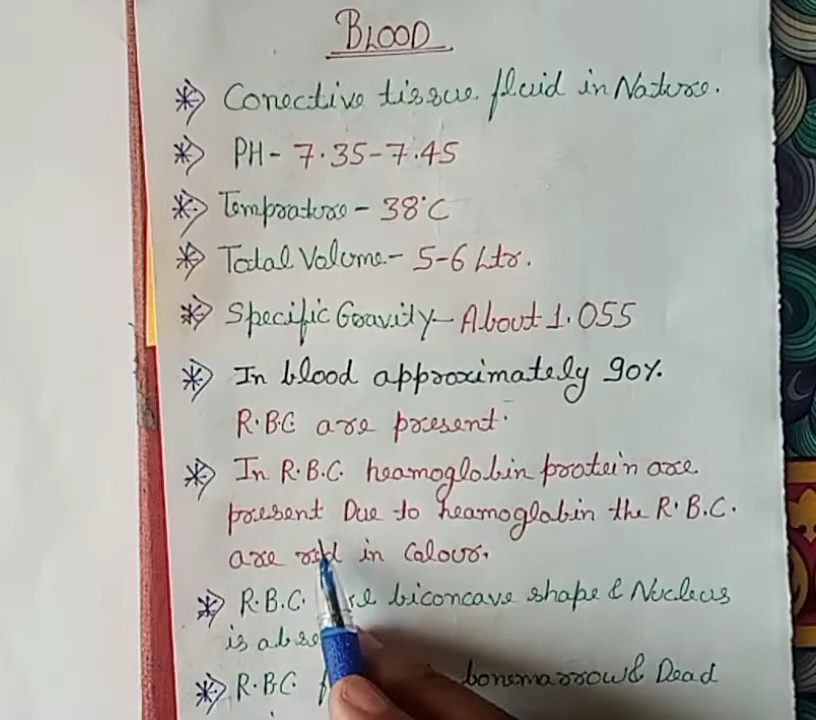 BLOOD
Conective tissue fluid in Nature.
PH- 7.35-7.45
Temprature - 38°C
Total Volume - 5-6 Ltr.
Specific Gravity - About 1.055
In blood approximately 90%.
R.B.C are present.
In R.B.C. heamoglobin protein are
present Due to heamoglabin the R.B.C.
are red in Colour.
R.B.C. biconcave shape & Nucleus
is
R.B.C bonemarrow & Dead